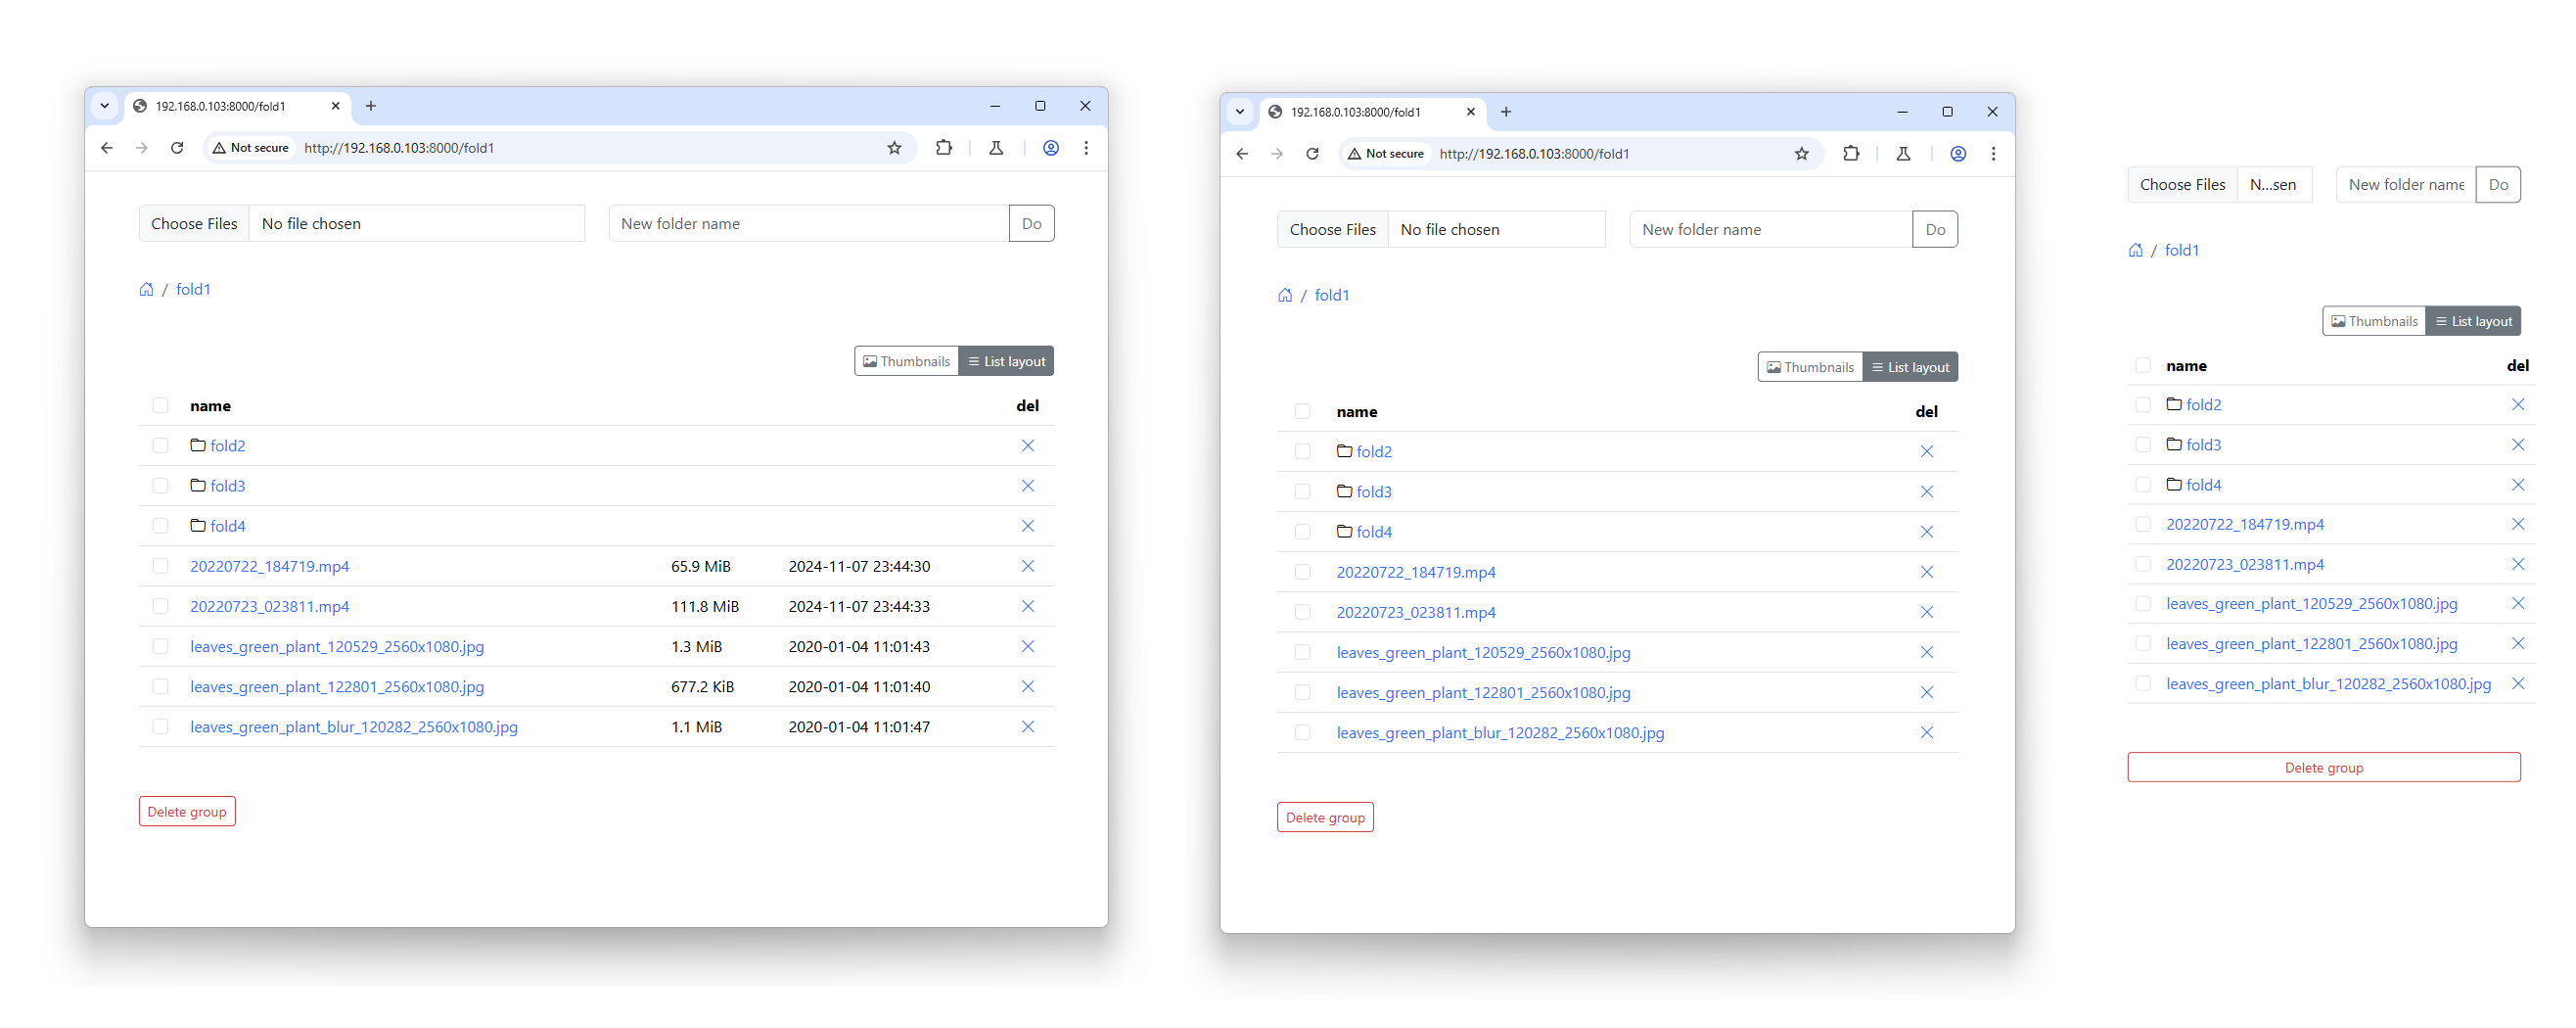 192.168.0.103:8000/fold1
Not secure http://192.168.0.103:8000/fold1
Choose Files No file chosen New folder name Do
/ fold1
Thumbnails List layout
name del
fold2
fold3
fold4
20220722_184719.mp4 65.9 MiB 2024-11-07 23:44:30
20220723_023811.mp4 111.8 MiB 2024-11-07 23:44:33
leaves_green_plant_120529_2560x1080.jpg 1.3 MiB 2020-01-04 11:01:43
leaves_green_plant_122801_2560x1080.jpg 677.2 KiB 2020-01-04 11:01:40
leaves_green_plant_blur_120282_2560x1080.jpg 1.1 MiB 2020-01-04 11:01:47
Delete group
192.168.0.103:8000/fold1
Not secure http://192.168.0.103:8000/fold1
Choose Files No file chosen New folder name Do
/ fold1
Thumbnails List layout
name del
fold2
fold3
fold4
20220722_184719.mp4
20220723_023811.mp4
leaves_green_plant_120529_2560x1080.jpg
leaves_green_plant_122801_2560x1080.jpg
leaves_green_plant_blur_120282_2560x1080.jpg
Delete group
Choose Files N...sen New folder name Do
/ fold1
Thumbnails List layout
name del
fold2
fold3
fold4
20220722_184719.mp4
20220723_023811.mp4
leaves_green_plant_120529_2560x1080.jpg
leaves_green_plant_122801_2560x1080.jpg
leaves_green_plant_blur_120282_2560x1080.jpg
Delete group